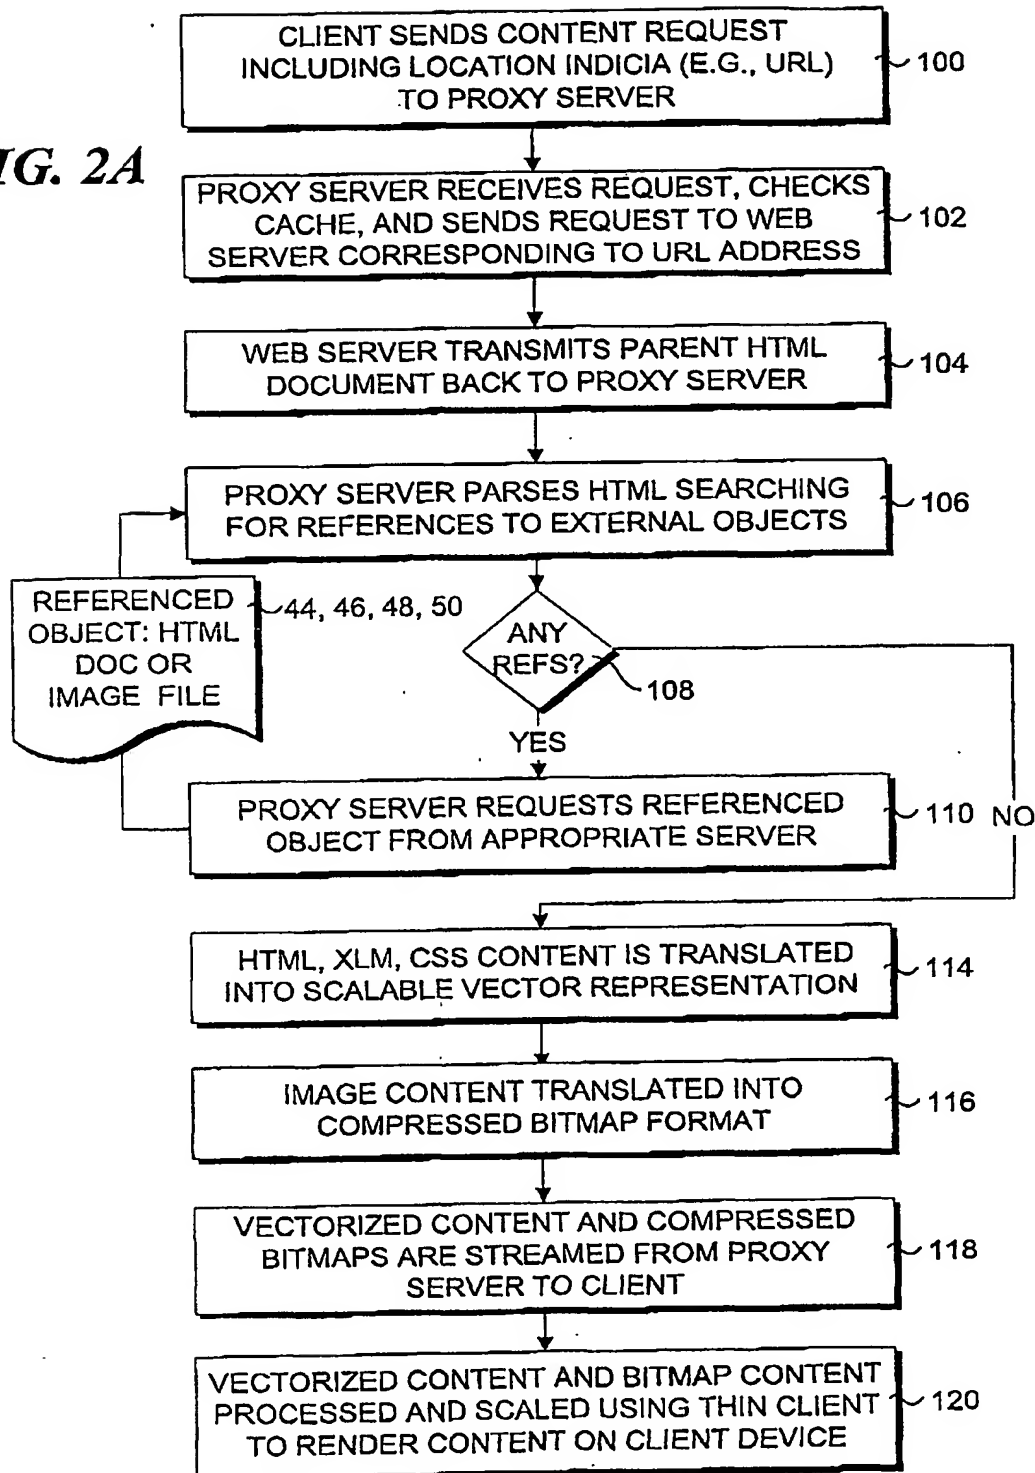 CLIENT SENDS CONTENT REQUEST
INCLUDING LOCATION INDICIA (E.G., URL)
TO PROXY SERVER
100
IG. 2A
PROXY SERVER RECEIVES REQUEST, CHECKS
CACHE, AND SENDS REQUEST TO WEB
SERVER CORRESPONDING TO URL ADDRESS
102
WEB SERVER TRANSMITS PARENT HTML
DOCUMENT BACK TO PROXY SERVER
104
PROXY SERVER PARSES HTML SEARCHING
FOR REFERENCES TO EXTERNAL OBJECTS
106
REFERENCED
OBJECT: HTML
DOC OR
IMAGE FILE
44, 46, 48, 50
ANY
REFS?
108
YES
NO
PROXY SERVER REQUESTS REFERENCED
OBJECT FROM APPROPRIATE SERVER
110
HTML, XLM, CSS CONTENT IS TRANSLATED
INTO SCALABLE VECTOR REPRESENTATION
114
IMAGE CONTENT TRANSLATED INTO
COMPRESSED BITMAP FORMAT
116
VECTORIZED CONTENT AND COMPRESSED
BITMAPS ARE STREAMED FROM PROXY
SERVER TO CLIENT
118
VECTORIZED CONTENT AND BITMAP CONTENT
PROCESSED AND SCALED USING THIN CLIENT
TO RENDER CONTENT ON CLIENT DEVICE
120